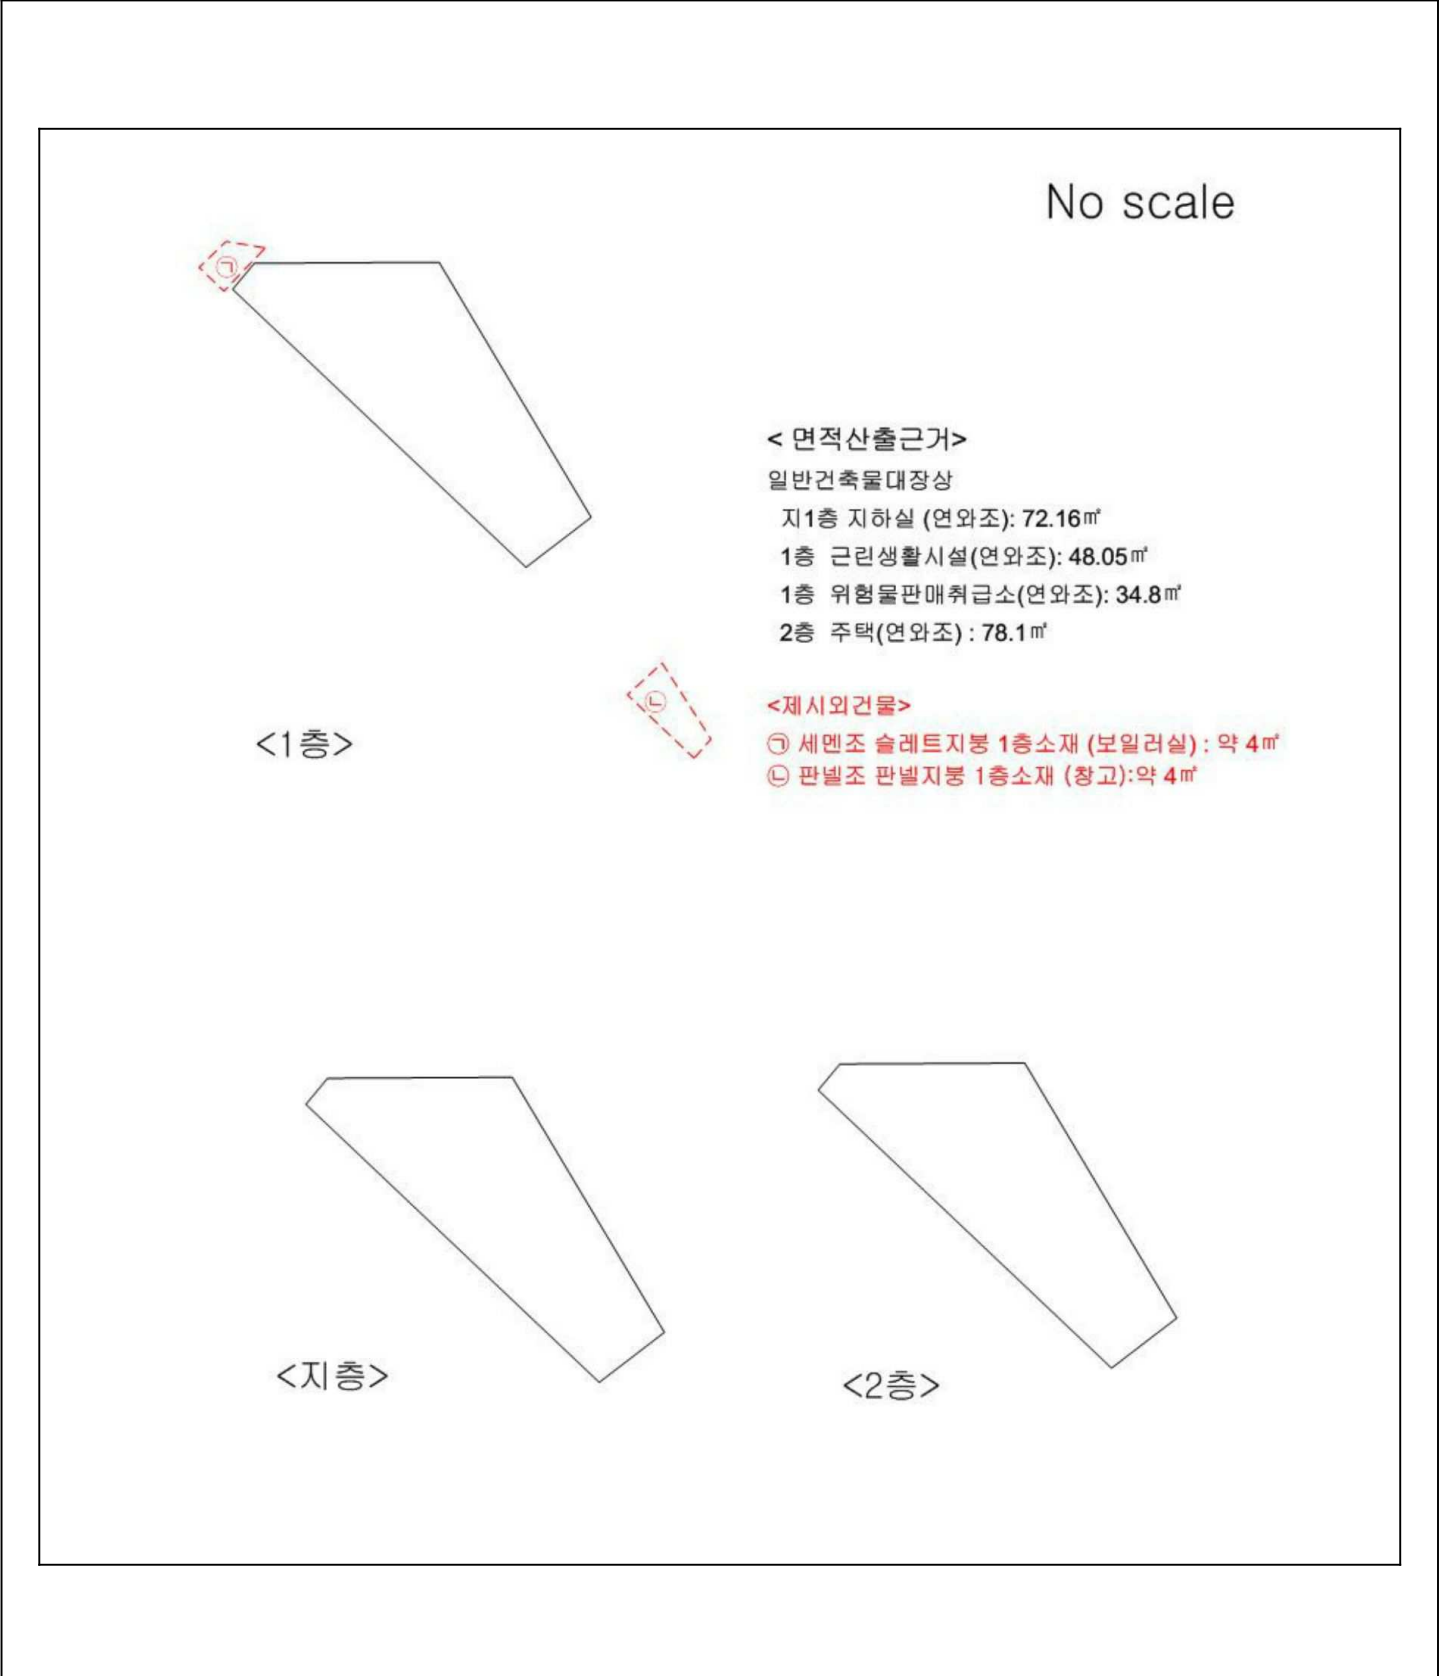 No scale
㉠
< 면적산출근거>
일반건축물대장상
지1층 지하실 (연와조): 72.16㎡
1층 근린생활시설(연와조): 48.05㎡
1층 위험물판매취급소(연와조): 34.8㎡
2층 주택(연와조) : 78.1㎡
㉡
<제시외건물>
㉠ 세멘조 슬레트지붕 1층소재 (보일러실) : 약 4㎡
㉡ 판넬조 판넬지붕 1층소재 (창고):약 4㎡
<1층>
<지층>
<2층>